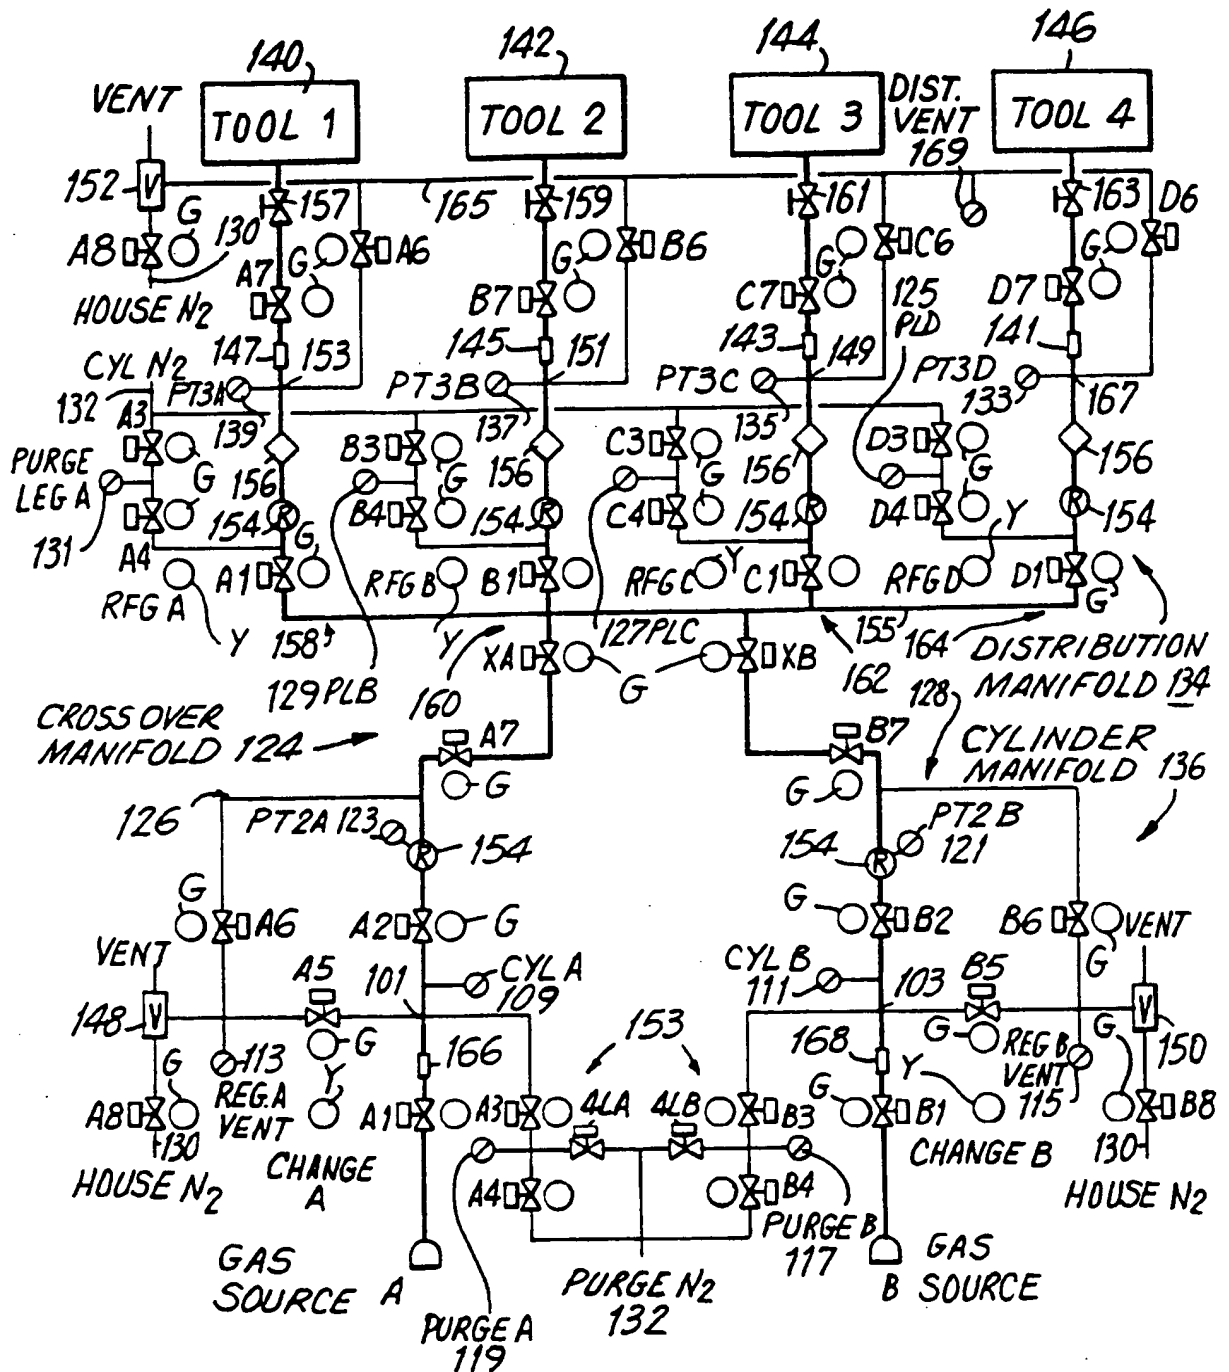 140
142
144
146
VENT
TOOL 1
TOOL 2
TOOL 3
DIST.
VENT
169
TOOL 4
152
V
G
130
157
165
159
161
163
D6
A8
HOUSE N2
A7
G
A6
B7
G
B6
C7
G
C6
125
PLD
D7
G
147
153
145
151
143
149
141
CYL N2
132
PT3A
139
PT3B
137
PT3C
135
PT3D
133
167
A3
G
B3
G
C3
G
D3
G
PURGE
LEG A
131
156
156
156
156
A4
154
R
B4
154
R
C4
154
R
D4
R
154
G
Y
RFG A
Y
A1
RFG B
Y
B1
RFG C
Y
C1
RFG D
D1
G
158
129 PLB
160
127 PLC
155
162
164
DISTRIBUTION
MANIFOLD 134
XA
G
XB
CROSS OVER
MANIFOLD 124
A7
G
B7
G
128
CYLINDER
MANIFOLD 136
126
PT2A 123
R
154
154
R
PT2B
121
G
A6
A2
G
G
B2
B6
G
VENT
VENT
148
V
A5
G
101
CYL A
109
CYL B
111
103
B5
G
G
V
150
113
REG.A
VENT
Y
166
153
168
Y
REG B
VENT
115
A8
G
130
HOUSE N2
CHANGE
A
A1
A3
4LA
4LB
B3
G
B1
CHANGE B
B8
130
HOUSE N2
A4
B4
GAS
SOURCE
A
PURGE A
119
PURGE N2
132
PURGE B
117
GAS
B SOURCE